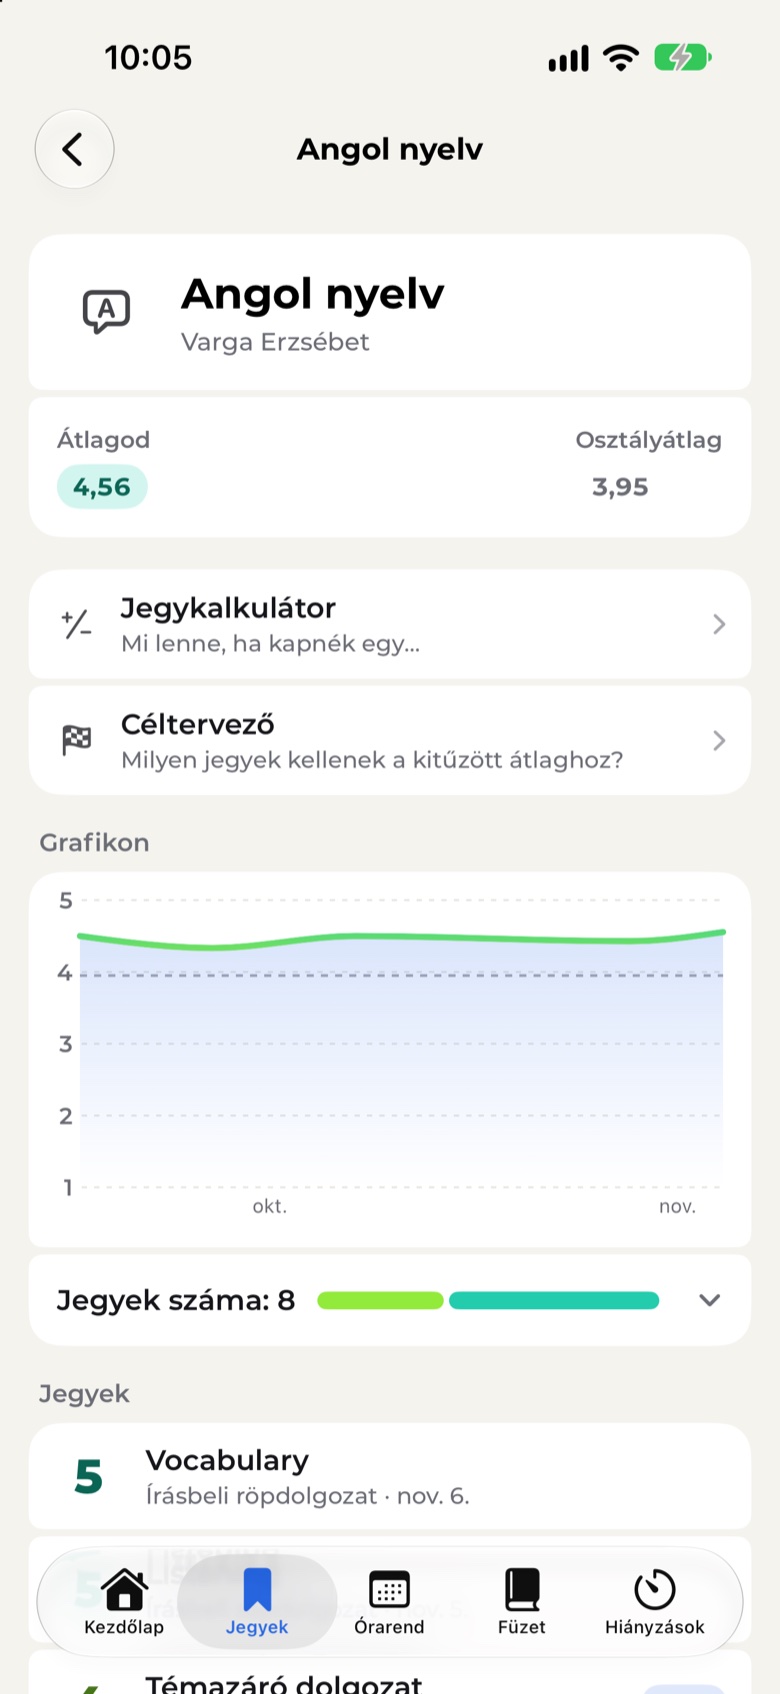 10:05
Angol nyelv
A
Angol nyelv
Varga Erzsébet
Átlagod
Osztályátlag
4,56
3,95
Jegykalkulátor
Mi lenne, ha kapnék egy...
Céltervező
Milyen jegyek kellenek a kitűzött átlaghoz?
Grafikon
5
4
3
2
1
okt.
nov.
Jegyek száma: 8
Jegyek
5
Vocabulary
Írásbeli röpdolgozat · nov. 6.
5
Kezdőlap
Jegyek
Órarend
Füzet
Hiányzások
Témazáró dolgozat